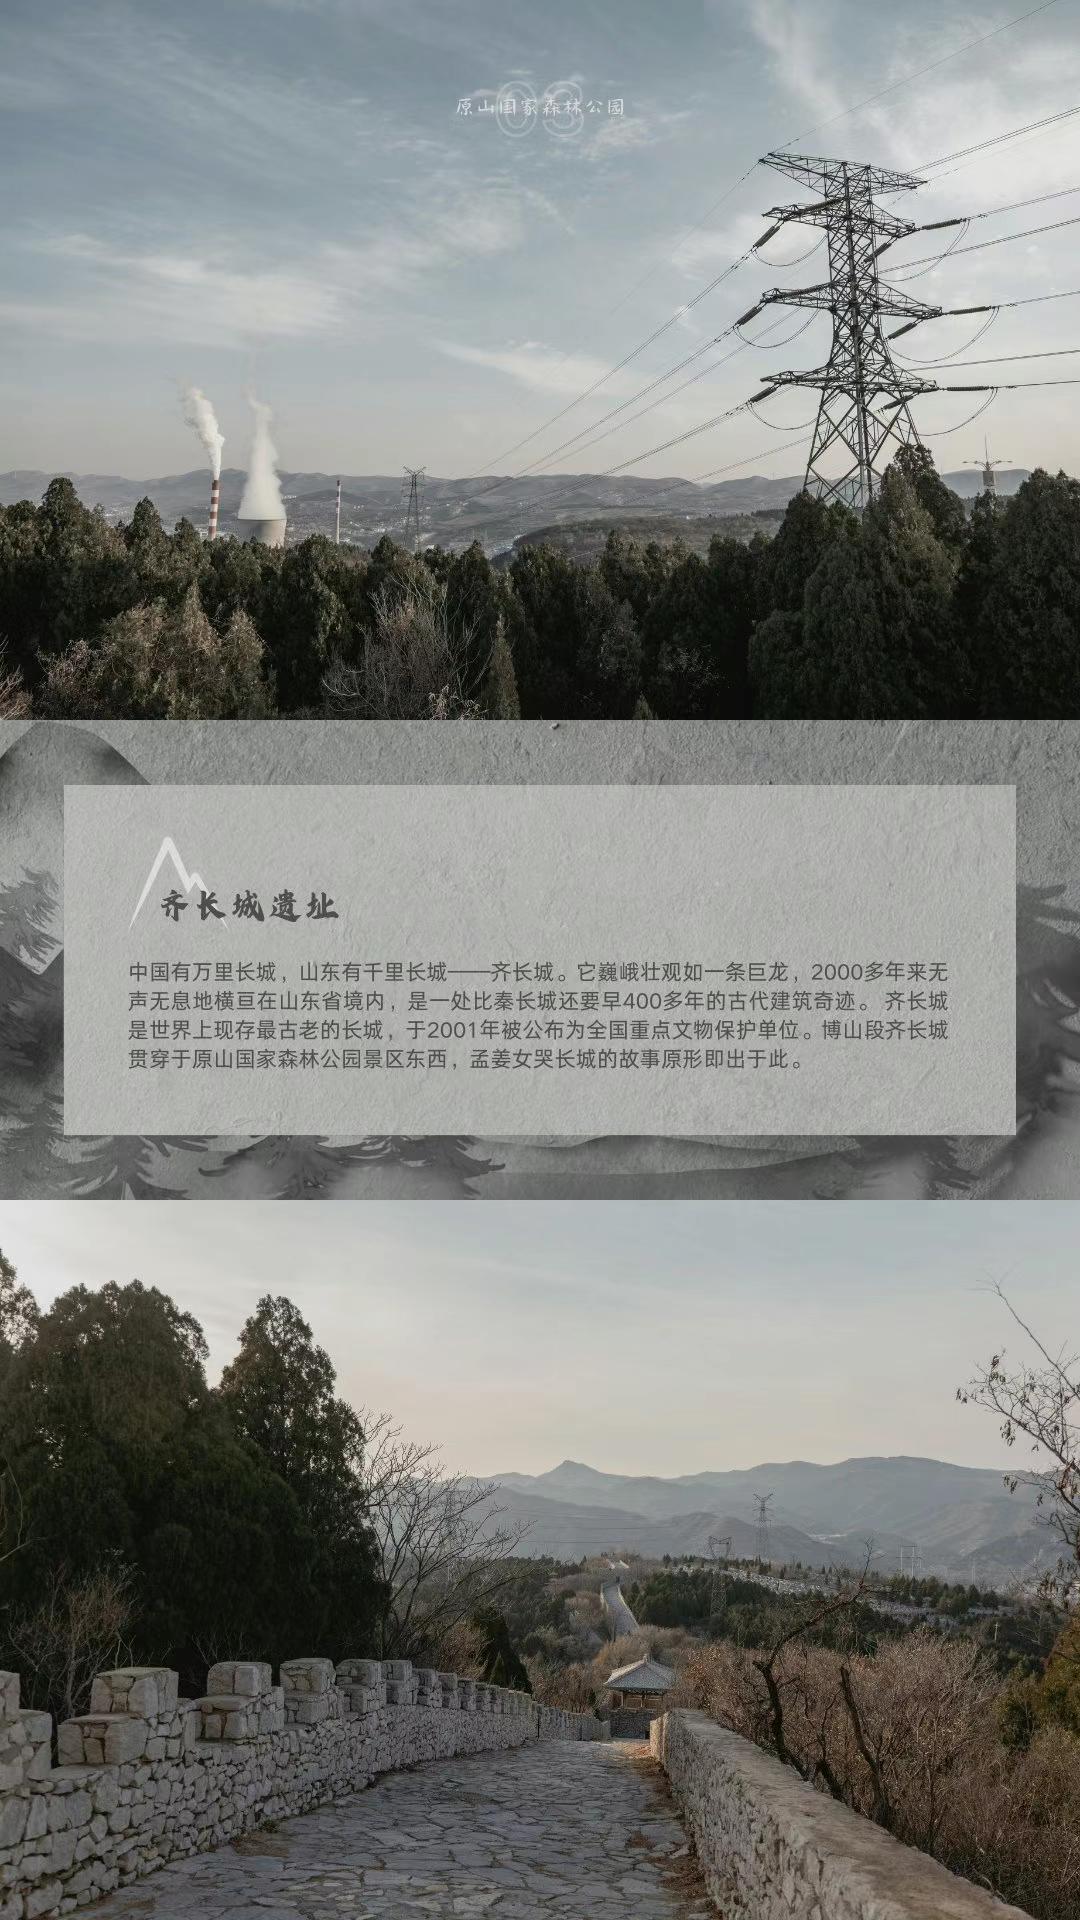 03
原山国家森林公园
齐长城遗址
中国有万里长城，山东有千里长城——齐长城。它巍峨壮观如一条巨龙，2000多年来无
声无息地横亘在山东省境内，是一处比秦长城还要早400多年的古代建筑奇迹。 齐长城
是世界上现存最古老的长城，于2001年被公布为全国重点文物保护单位。博山段齐长城
贯穿于原山国家森林公园景区东西，孟姜女哭长城的故事原形即出于此。